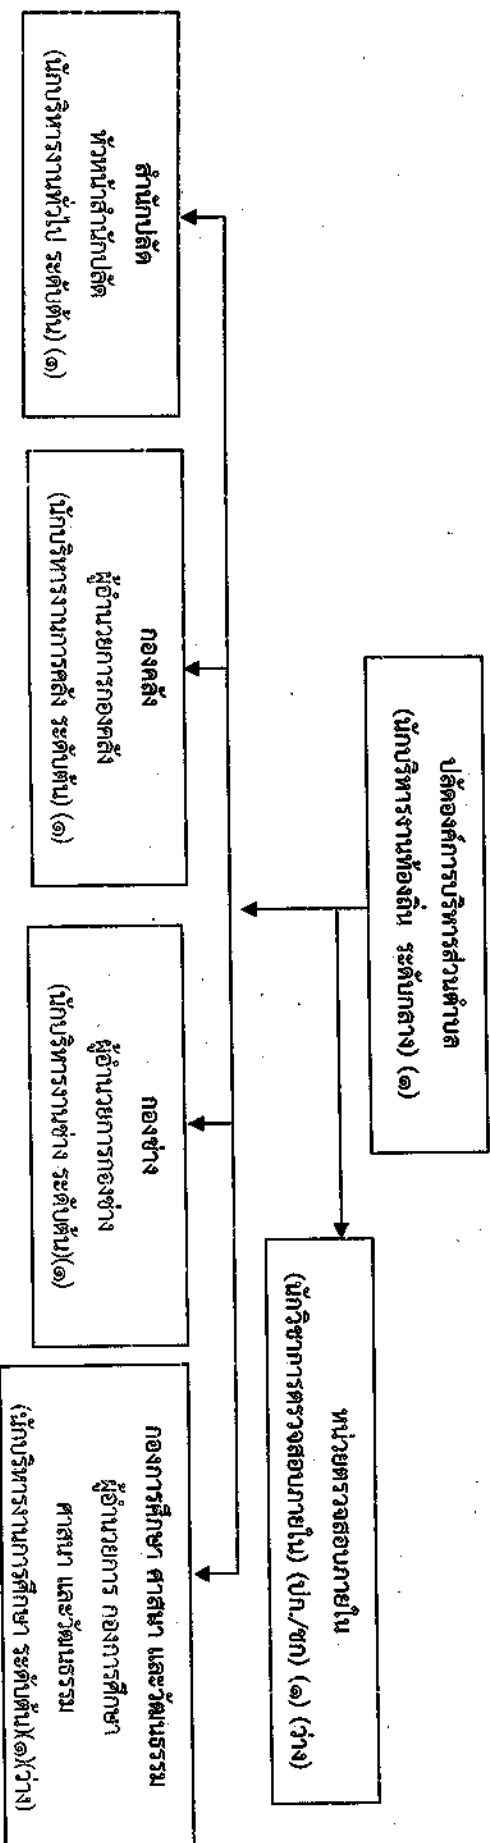 ปลัดองค์การบริหารส่วนตำบล
(นักบริหารงานท้องถิ่น ระดับกลาง) (๑)
หน่วยตรวจสอบภายใน
(นักวิชาการตรวจสอบภายใน) (ปก./ชก) (๑) (ว่าง)
สำนักปลัด
หัวหน้าสำนักปลัด
(นักบริหารงานทั่วไป ระดับต้น) (๑)
กองคลัง
ผู้อำนวยการกองคลัง
(นักบริหารงานการคลัง ระดับต้น) (๑)
กองช่าง
ผู้อำนวยการกองช่าง
(นักบริหารงานช่าง ระดับต้น)(๑)
กองการศึกษา ศาสนา และวัฒนธรรม
ผู้อำนวยการ กองการศึกษา
ศาสนา และวัฒนธรรม
(นักบริหารงานการศึกษา ระดับต้น)(๑)(ว่าง)